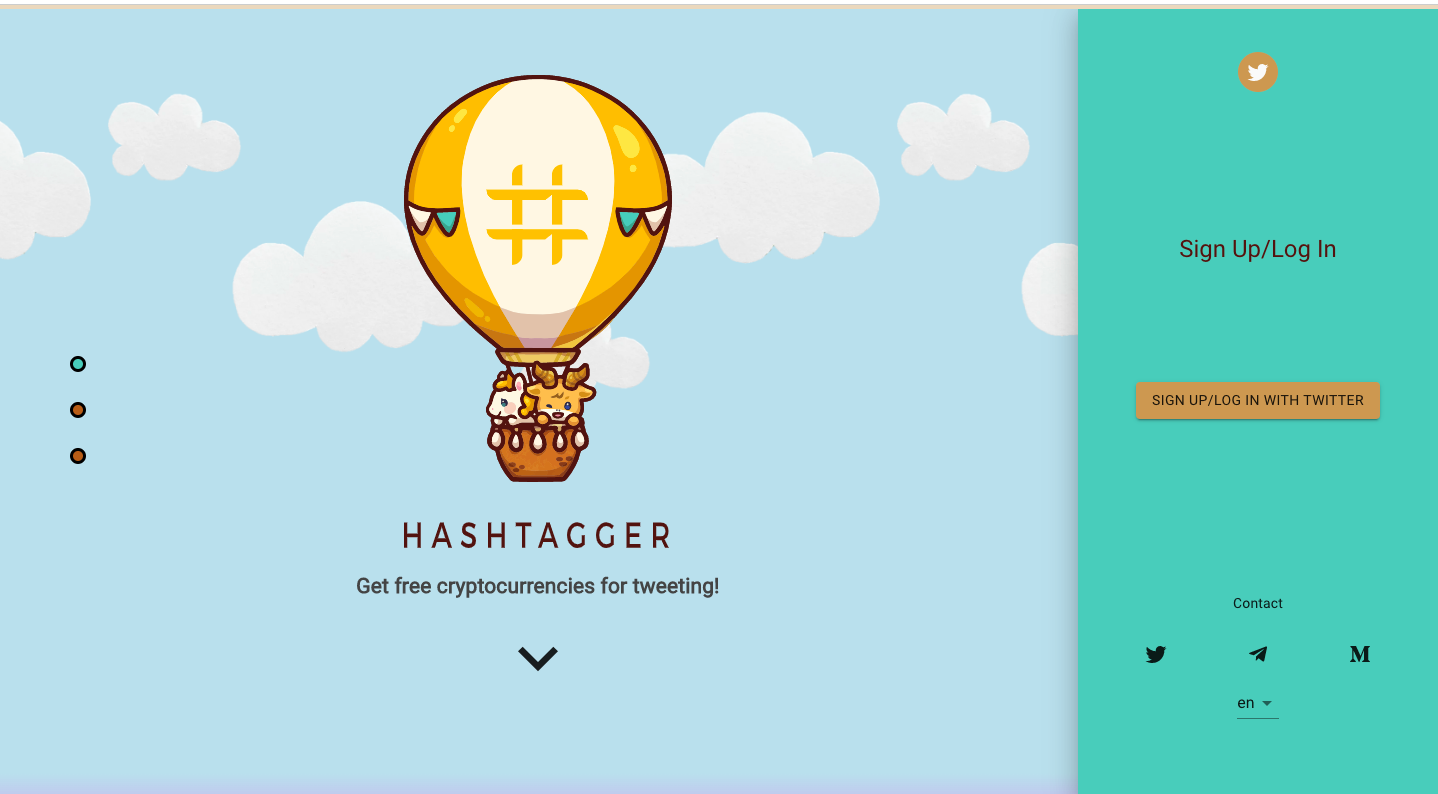 #
HASHTAGGER
Get free cryptocurrencies for tweeting!
Sign Up/Log In
SIGN UP/LOG IN WITH TWITTER
Contact
M
en